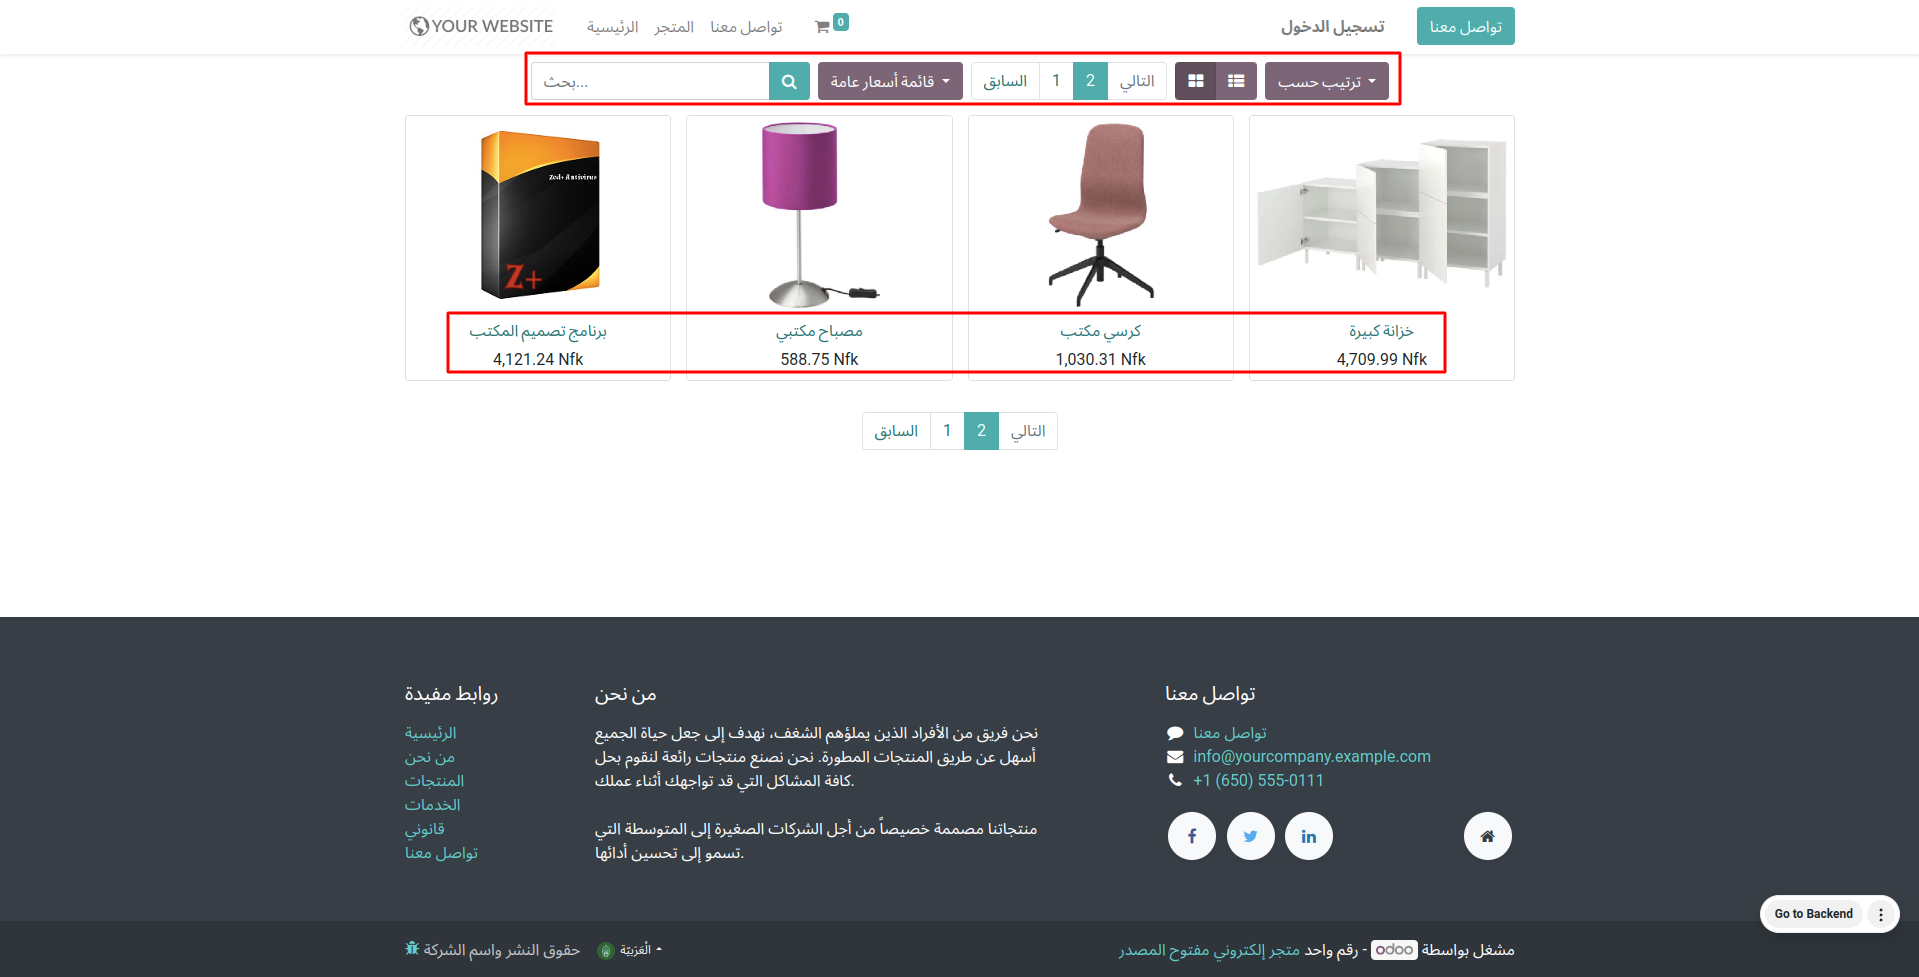 YOUR WEBSITE
الرئيسية
المتجر
تواصل معنا
0
تسجيل الدخول
تواصل معنا
بحث...
قائمة أسعار عامة
السابق
1
2
التالي
ترتيب حسب
Zed+ Antivirus
Z+
برنامج تصميم المكتب
4,121.24 Nfk
مصباح مكتبي
588.75 Nfk
كرسي مكتب
1,030.31 Nfk
خزانة كبيرة
4,709.99 Nfk
السابق
1
2
التالي
روابط مفيدة
الرئيسية
من نحن
المنتجات
الخدمات
قانوني
تواصل معنا
من نحن
نحن فريق من الأفراد الذين يملؤهم الشغف، نهدف إلى جعل حياة الجميع
أسهل عن طريق المنتجات المطورة. نحن نصنع منتجات رائعة لنقوم بحل
كافة المشاكل التي قد تواجهك أثناء عملك.
منتجاتنا مصممة خصيصاً من أجل الشركات الصغيرة إلى المتوسطة التي
تسمو إلى تحسين أدائها.
تواصل معنا
تواصل معنا
info@yourcompany.example.com
+1 (650) 555-0111
Go to Backend
حقوق النشر واسم الشركة
الْعَرَبيّة
مشغل بواسطة odoo - رقم واحد متجر إلكتروني مفتوح المصدر